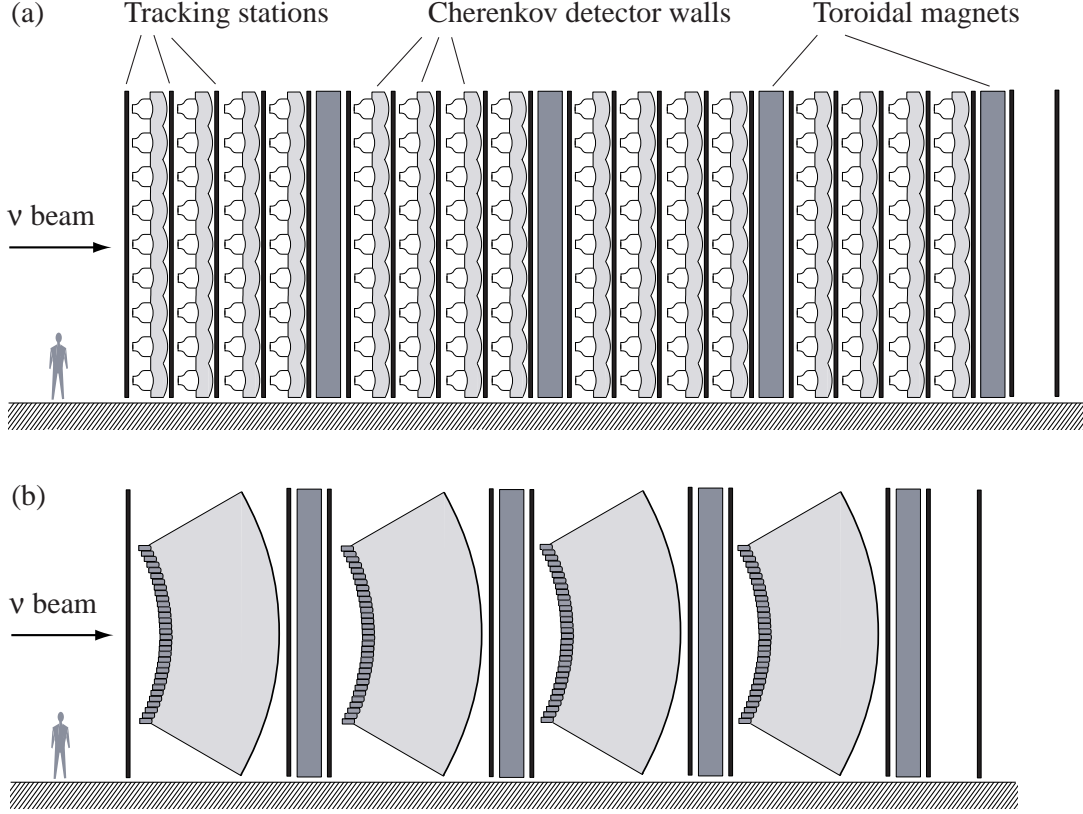 (a) Tracking stations Cherenkov detector walls Toroidal magnets
ν beam
(b)
ν beam